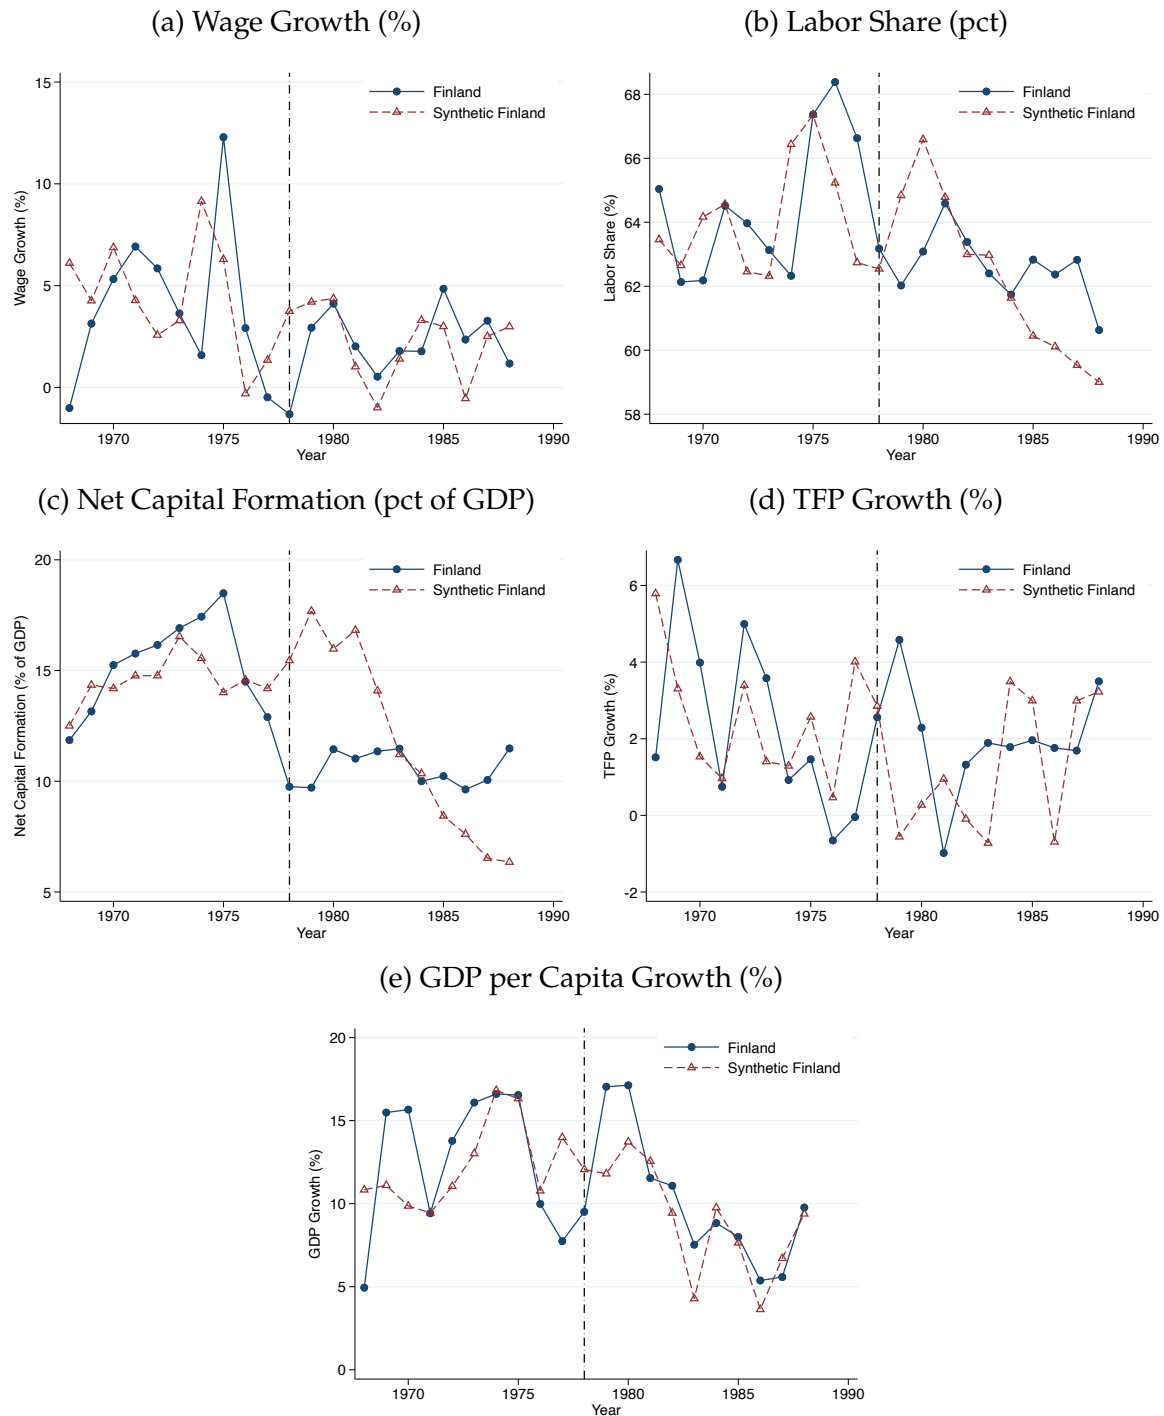 (a) Wage Growth (%)
Finland
Synthetic Finland
Wage Growth (%)
15
10
5
0
1970 1975 1980 1985 1990
Year
(b) Labor Share (pct)
Finland
Synthetic Finland
Labor Share (%)
68
66
64
62
60
58
1970 1975 1980 1985 1990
Year
(c) Net Capital Formation (pct of GDP)
Finland
Synthetic Finland
Net Capital Formation (% of GDP)
20
15
10
5
1970 1975 1980 1985 1990
Year
(d) TFP Growth (%)
Finland
Synthetic Finland
TFP Growth (%)
6
4
2
0
-2
1970 1975 1980 1985 1990
Year
(e) GDP per Capita Growth (%)
Finland
Synthetic Finland
GDP Growth (%)
20
15
10
5
0
1970 1975 1980 1985 1990
Year